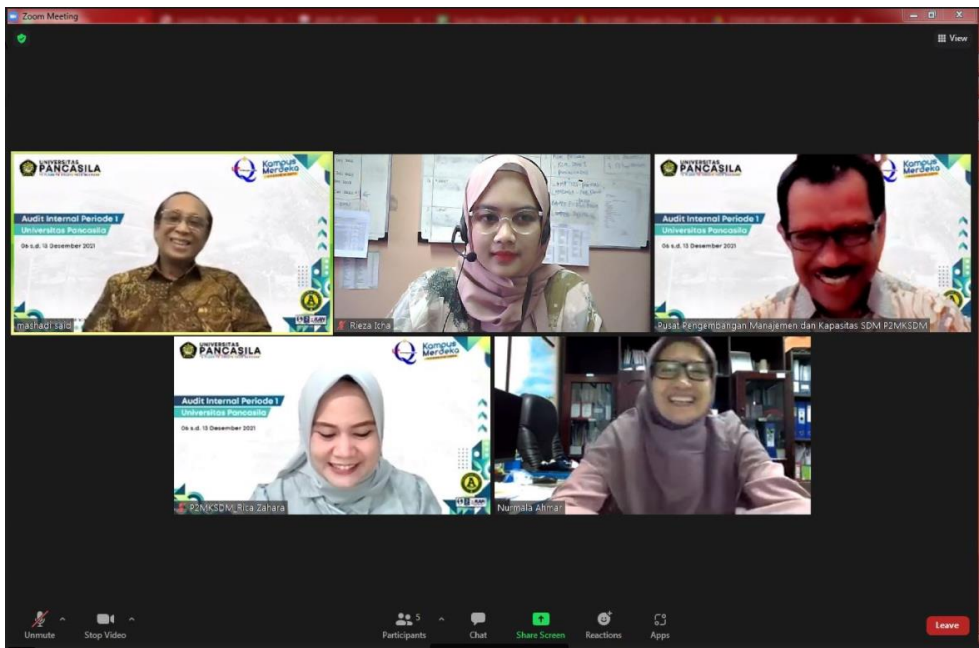 Zoom Meeting
View
UNIVERSITAS
PANCASILA
Kampus
Merdeka
Audit Internal Periode 1
Universitas Pancasila
06 s.d. 13 Desember 2021
mashadi said
Rieza Icha
UNIVERSITAS
PANCASILA
Kampus
Merdeka
Audit Internal Periode 1
Universitas Pancasila
06 s.d. 13 Desember 2021
Pusat Pengembangan Manajemen dan Kapasitas SDM P2MKSDM
UNIVERSITAS
PANCASILA
Kampus
Merdeka
Audit Internal Periode 1
Universitas Pancasila
06 s.d. 13 Desember 2021
P2MKSDM_Rica Zahara
Nurmala Ahmar
Unmute
Stop Video
5
Participants
Chat
Share Screen
Reactions
Apps
Leave